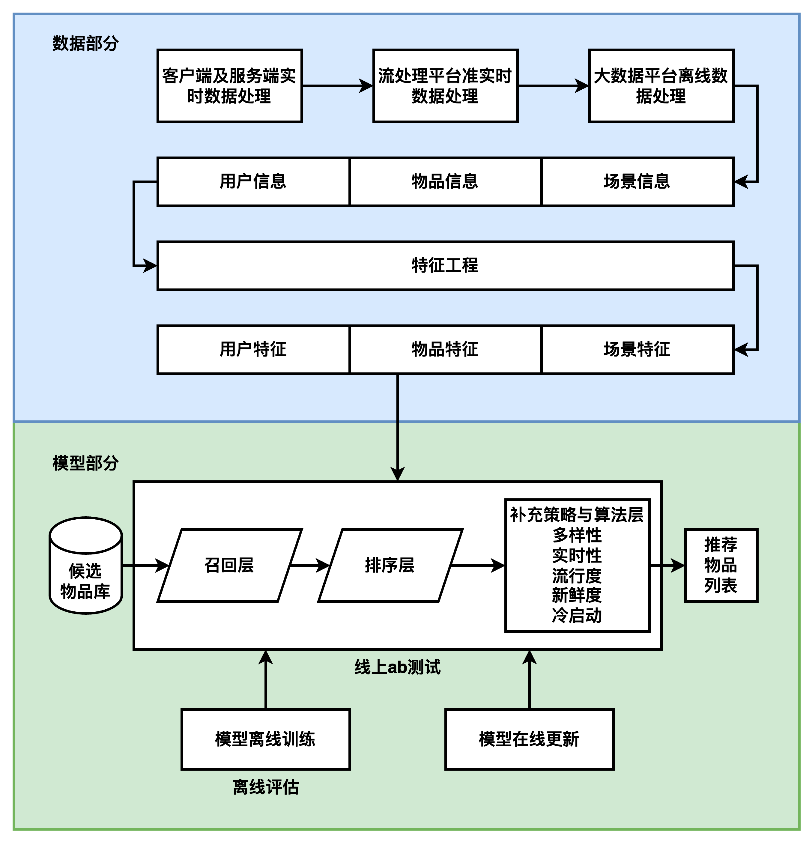 数据部分
客户端及服务端实
时数据处理
流处理平台准实时
数据处理
大数据平台离线数
据处理
用户信息
物品信息
场景信息
特征工程
用户特征
物品特征
场景特征
模型部分
候选
物品库
召回层
排序层
补充策略与算法层
多样性
实时性
流行度
新鲜度
冷启动
推荐
物品
列表
线上ab测试
模型离线训练
模型在线更新
离线评估